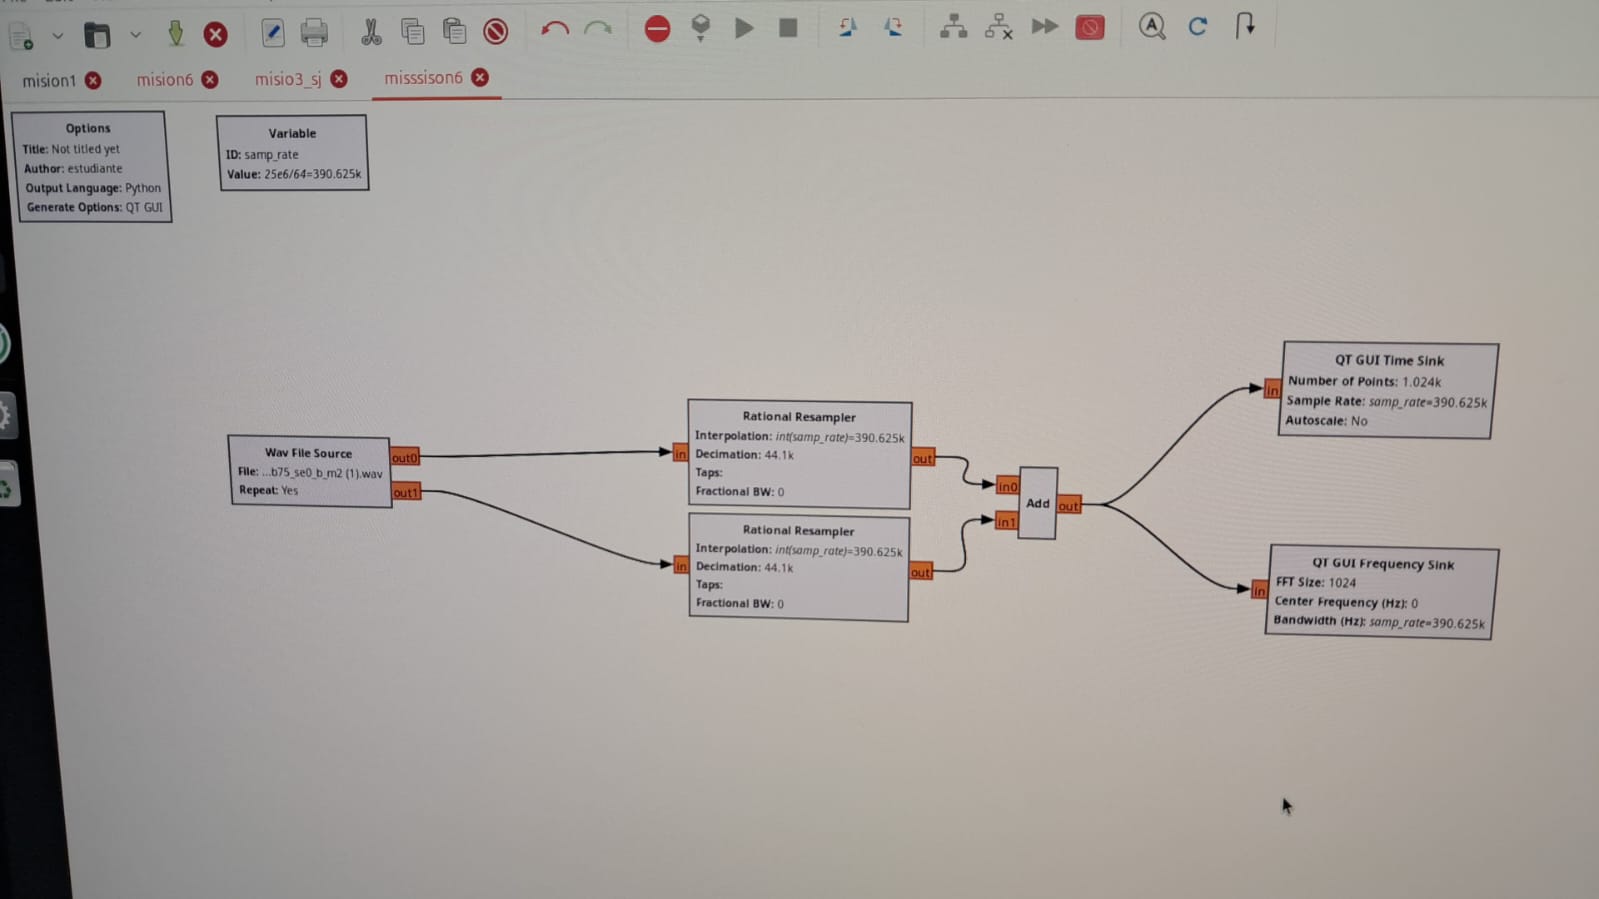 mision1
mision6
misio3_sj
misssison6
Options
Title: Not titled yet
Author: estudiante
Output Language: Python
Generate Options: QT GUI
Variable
ID: samp_rate
Value: 25e6/64=390.625k
Wav File Source
File: ...b75_se0_b_m2 (1).wav
Repeat: Yes
out0
out1
in
Rational Resampler
Interpolation: int(samp_rate)=390.625k
Decimation: 44.1k
Taps:
Fractional BW: 0
out
in
Rational Resampler
Interpolation: int(samp_rate)=390.625k
Decimation: 44.1k
Taps:
Fractional BW: 0
out
in0
in1
Add
out
in
QT GUI Time Sink
Number of Points: 1.024k
Sample Rate: samp_rate=390.625k
Autoscale: No
in
QT GUI Frequency Sink
FFT Size: 1024
Center Frequency (Hz): 0
Bandwidth (Hz): samp_rate=390.625k